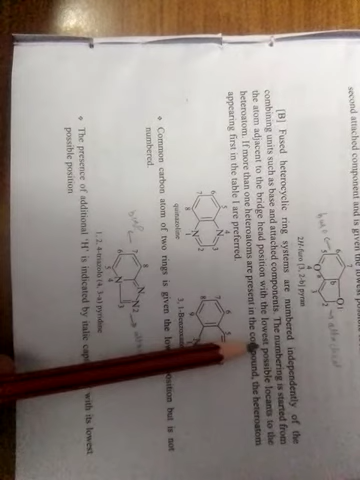 second attached component and is given the lowest possible
2H-furo [3, 2-b] pyran
[B] Fused heterocyclic ring systems are numbered independently of the
combining units such as base and attached components. The numbering is started from
the atom adjacent to the bridge head position with the lowest possible locants to the
heteroatom. If more than one heteroatoms are present in the compound, the heteroatom
appearing first in the table I are preferred.
quinazoline
Common carbon atom of two rings is given the position but is not
numbered.
1, 2, 4-triazolo [4, 3-a] pyridine
The presence of additional 'H' is indicated by italic with its lowest
possible position